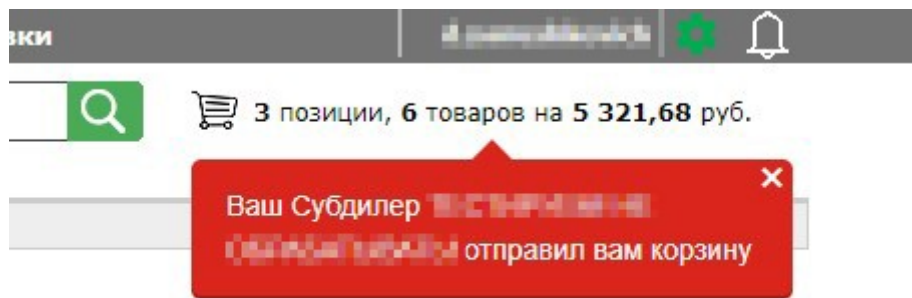 вки
3 позиции, 6 товаров на 5 321,68 руб.
Ваш Субдилер
отправил вам корзину